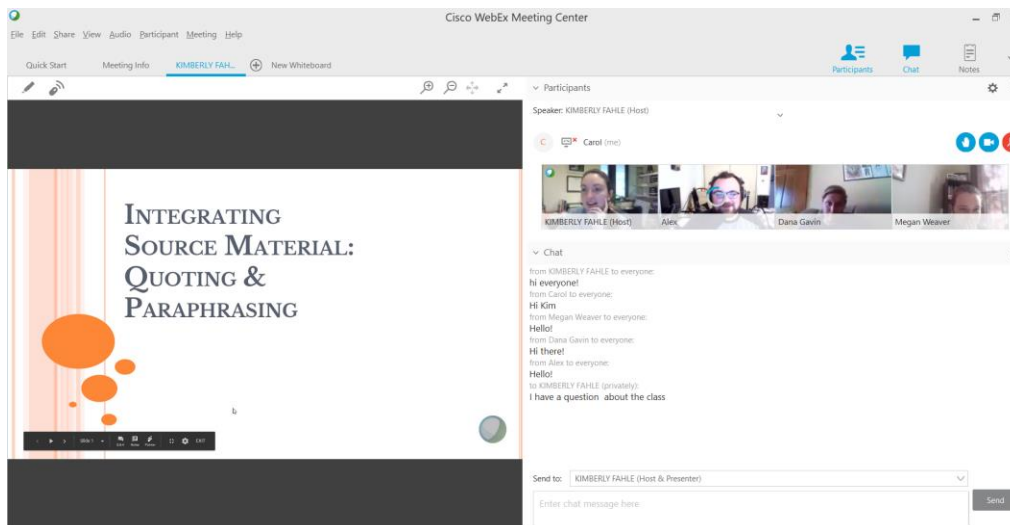 Cisco WebEx Meeting Center
File Edit Share View Audio Participant Meeting Help
Quick Start Meeting Info KIMBERLY FAH... New Whiteboard
Participants Chat Notes
Participants
Speaker: KIMBERLY FAHLE (Host)
C Carol (me)
KIMBERLY FAHLE (Host) Alex Dana Gavin Megan Weaver
INTEGRATING
SOURCE MATERIAL:
QUOTING &
PARAPHRASING
Slide 1 EXIT
Chat
from KIMBERLY FAHLE to everyone:
hi everyone!
from Carol to everyone:
Hi Kim
from Megan Weaver to everyone:
Hello!
from Dana Gavin to everyone:
Hi there!
from Alex to everyone:
Hello!
to KIMBERLY FAHLE (privately):
I have a question about the class
Send to: KIMBERLY FAHLE (Host & Presenter)
Enter chat message here
Send